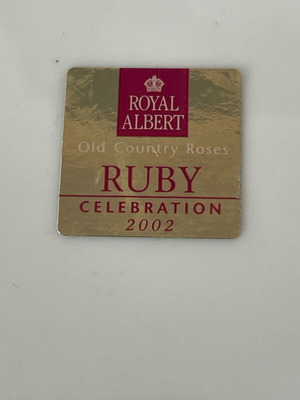 ROYAL
ALBERT
Old Country Roses
RUBY
CELEBRATION
2002